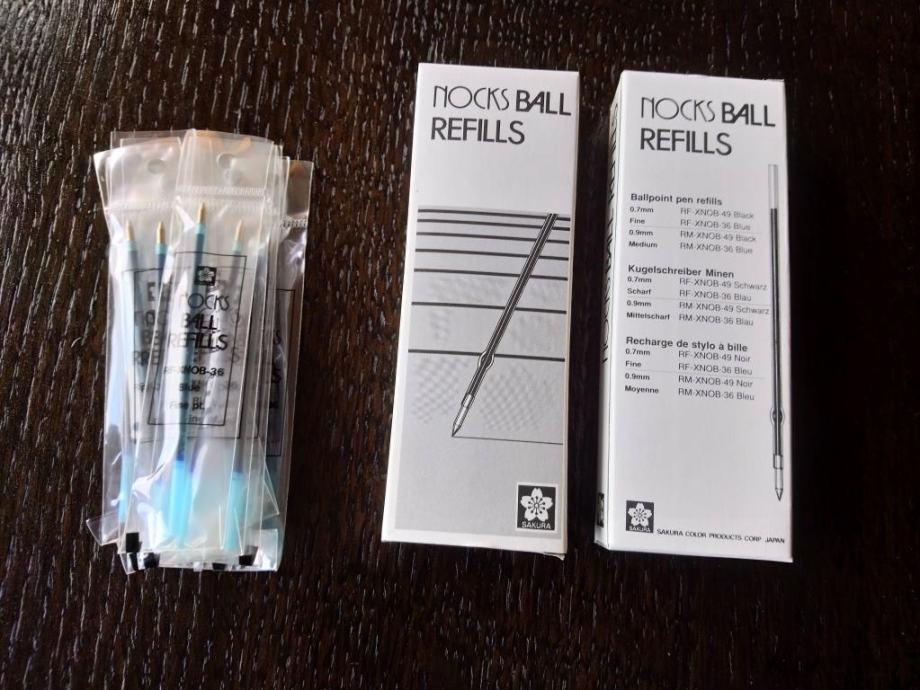 NOCKS
BALL
REFILLS
RF-XNOB-36
Blue
Fine
NOCKS BALL
REFILLS
SAKURA
NOCKS BALL
REFILLS
Ballpoint pen refills
0.7mm RF-XNOB-49 Black
Fine RF-XNOB-36 Blue
0.9mm RM-XNOB-49 Black
Medium RM-XNOB-36 Blue
Kugelschreiber Minen
0.7mm RF-XNOB-49 Schwarz
Scharf RF-XNOB-36 Blau
0.9mm RM-XNOB-49 Schwarz
Mittelscharf RM-XNOB-36 Blau
Recharge de stylo à bille
0.7mm RF-XNOB-49 Noir
Fine RF-XNOB-36 Bleu
0.9mm RM-XNOB-49 Noir
Moyenne RM-XNOB-36 Bleu
SAKURA
SAKURA COLOR PRODUCTS CORP. JAPAN